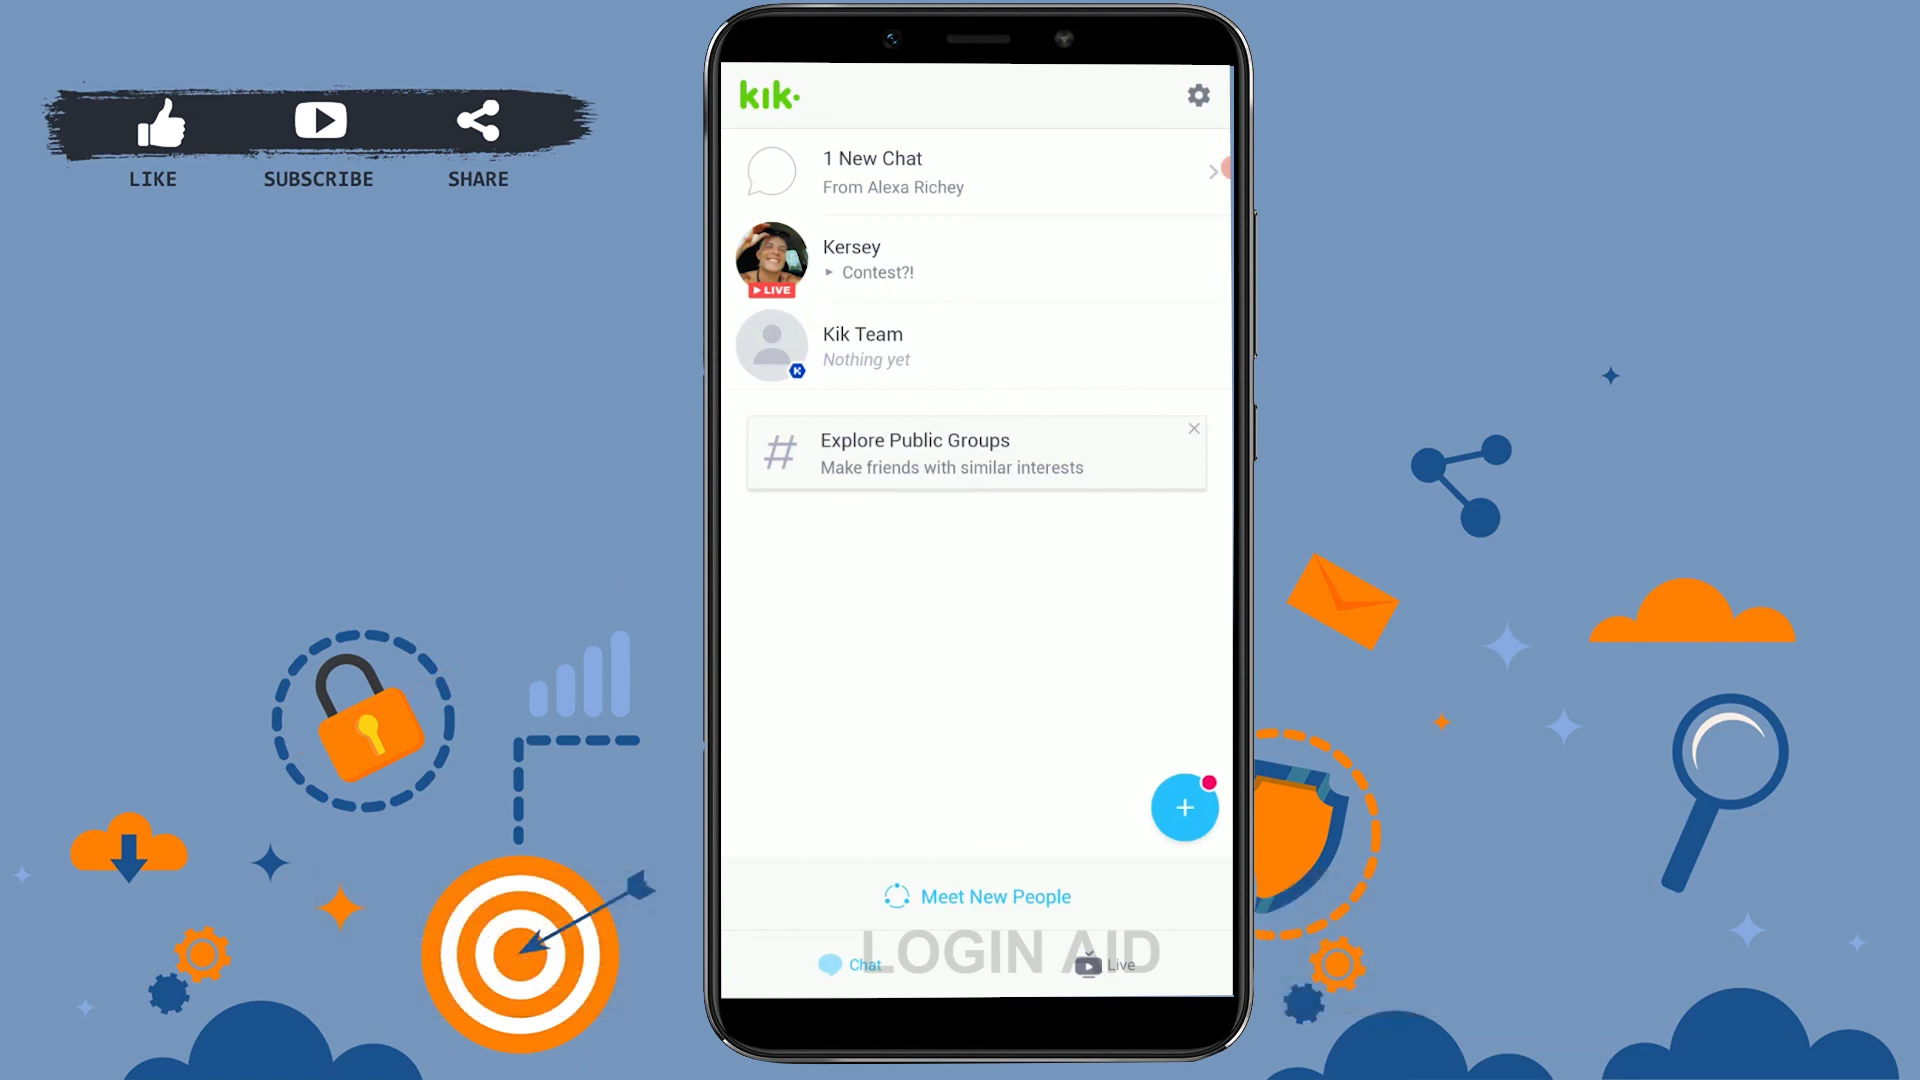 LIKE
SUBSCRIBE
SHARE
kik.
1 New Chat
From Alexa Richey
Kersey
Contest?!
LIVE
Kik Team
Nothing yet
Explore Public Groups
Make friends with similar interests
Meet New People
LOGIN AID
Chat
Live